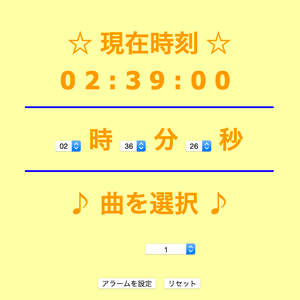 ☆ 現在時刻 ☆
02:39:00
02 時 36 分 26 秒
♪ 曲を選択 ♪
1
アラームを設定 リセット